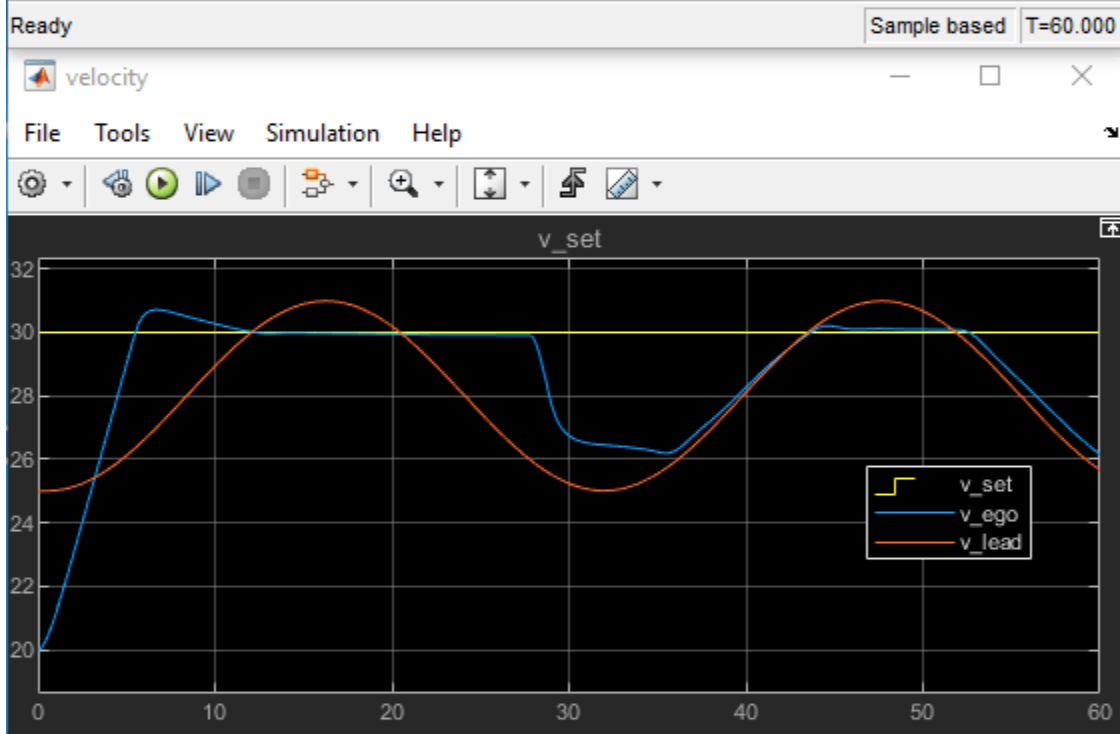 Ready Sample based T=60.000
velocity
File Tools View Simulation Help
v_set
32
30
28
26
24
22
20
v_set
v_ego
v_lead
0 10 20 30 40 50 60